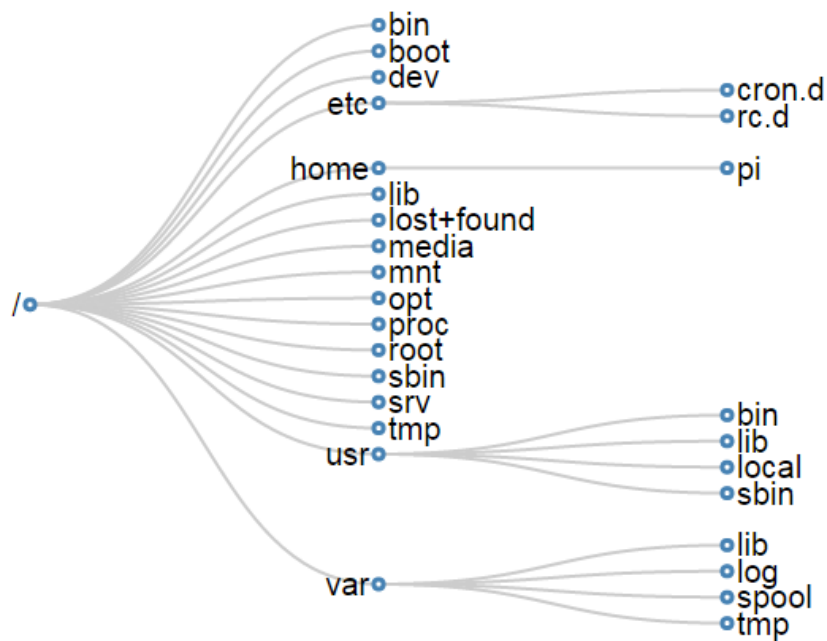 /
bin
boot
dev
etc
cron.d
rc.d
home
pi
lib
lost+found
media
mnt
opt
proc
root
sbin
srv
tmp
usr
bin
lib
local
sbin
var
lib
log
spool
tmp